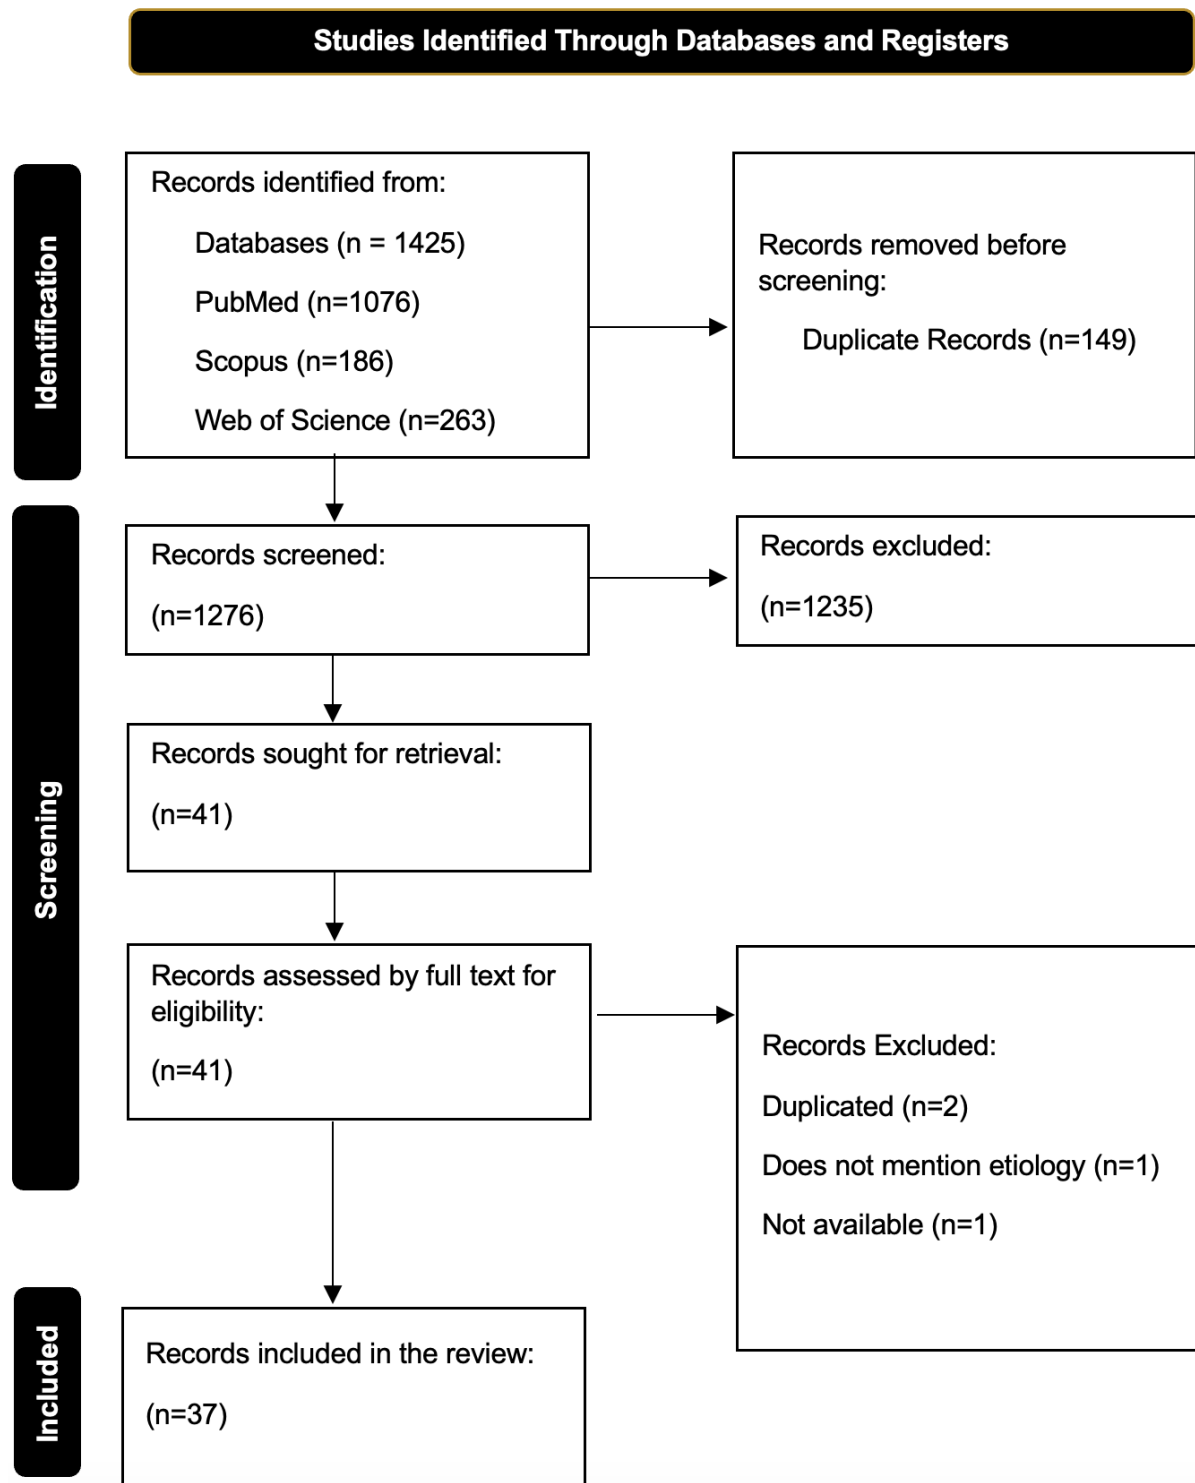 Studies Identified Through Databases and Registers
Identification
Records identified from:
Databases (n = 1425)
PubMed (n=1076)
Scopus (n=186)
Web of Science (n=263)
Records removed before
screening:
Duplicate Records (n=149)
Screening
Records screened:
(n=1276)
Records excluded:
(n=1235)
Records sought for retrieval:
(n=41)
Records assessed by full text for
eligibility:
(n=41)
Records Excluded:
Duplicated (n=2)
Does not mention etiology (n=1)
Not available (n=1)
Included
Records included in the review:
(n=37)